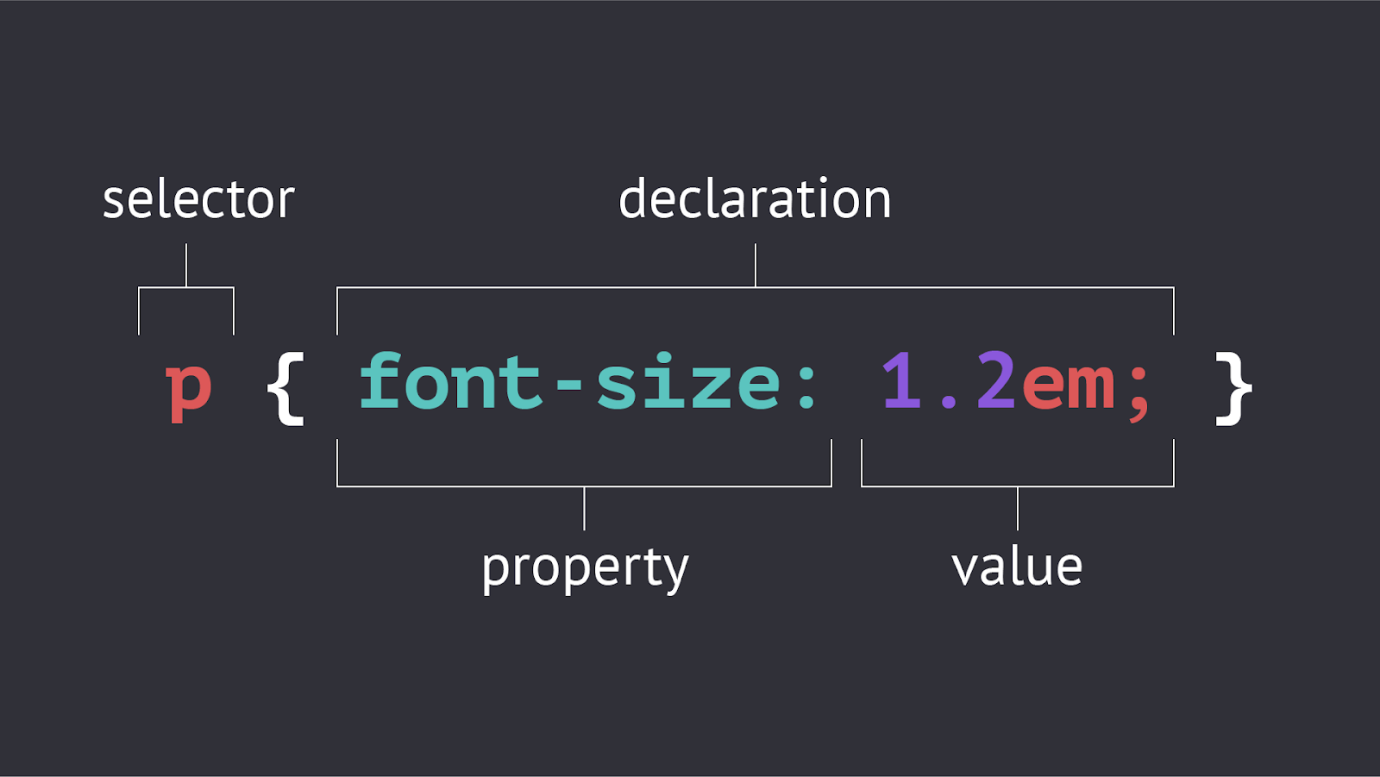 selector declaration
p { font-size: 1.2em; }
property value